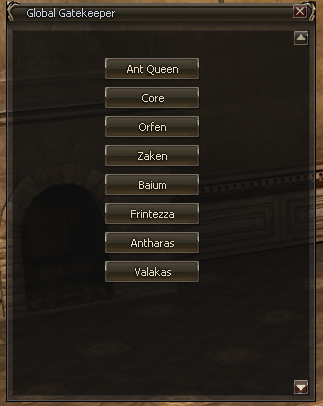 Global Gatekeeper
Ant Queen
Core
Orfen
Zaken
Baium
Frintezza
Antharas
Valakas